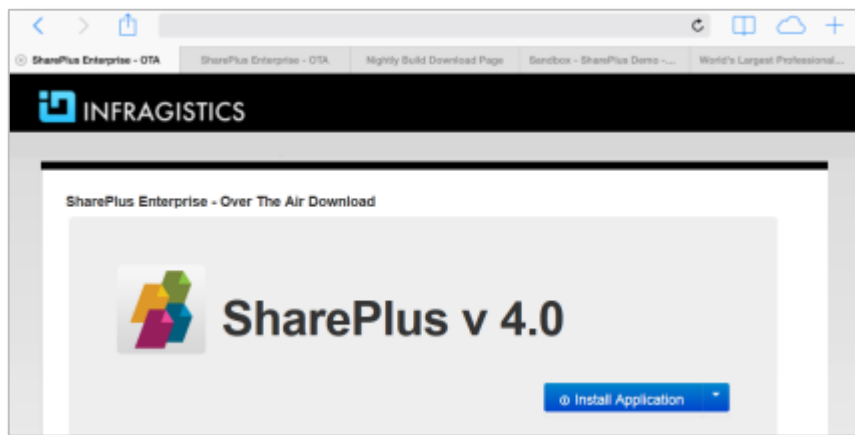 SharePlus Enterprise - OTA
SharePlus Enterprise - OTA
Nightly Build Download Page
Sandbox - SharePlus Demo -...
World's Largest Professional...
INFRAGISTICS
SharePlus Enterprise - Over The Air Download
SharePlus v 4.0
Install Application